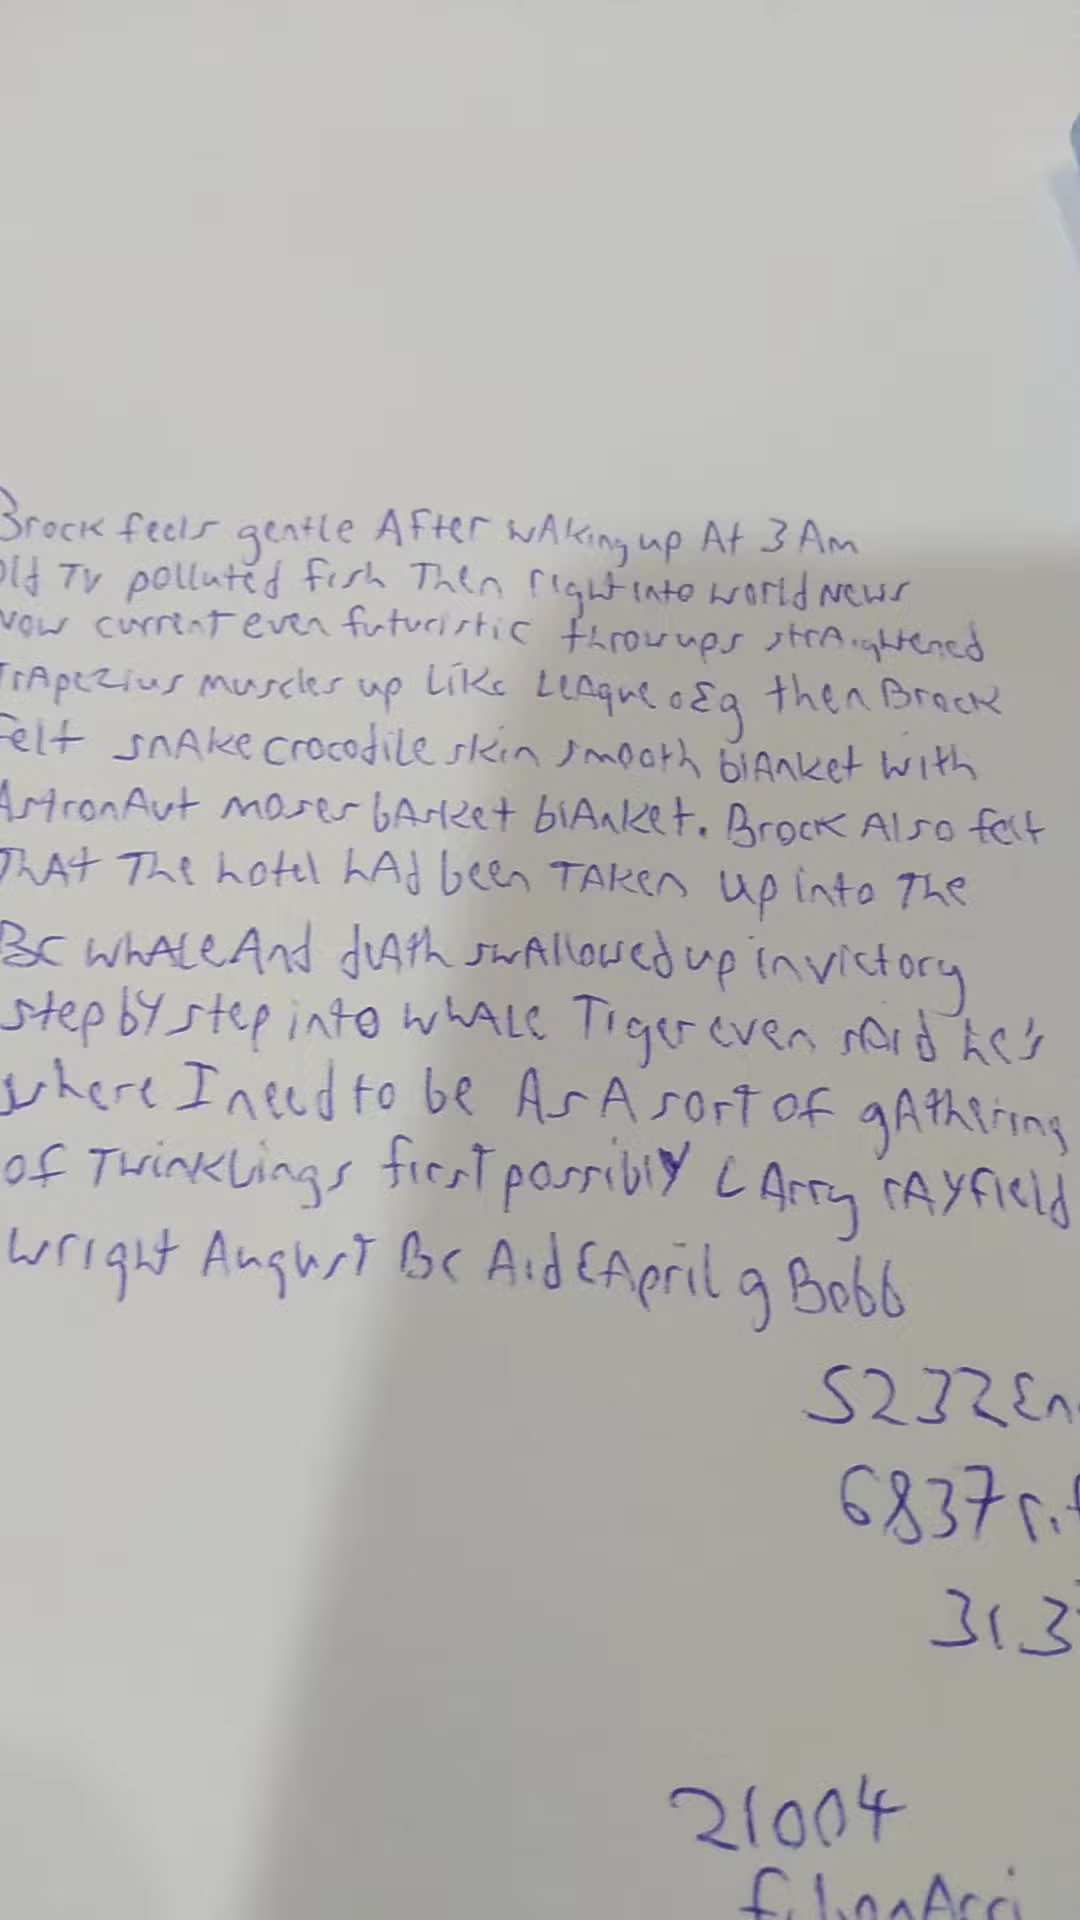 Brock feels gentle After wAking up At 3 Am
old TV polluted fish Then right into world News
Now current even futuristic throw ups strAightened
TrApezius muscles up Like LeAgue of Eg then Brock
Felt snAke crocodile skin smooth blAnket with
AstronAut moses bAsket blAnket. Brock Also felt
ThAt The hotel hAd been TAKen up into The
BC whALe And deAth swAllowed up in victory
step by step into whALe Tiger even sAid he's
where I need to be As A sort of gAthering
of Twinklings first possibly LArry rAyfield
wright August BC Aid & April g Bobb
5232 En
6837 r.t
313
21004